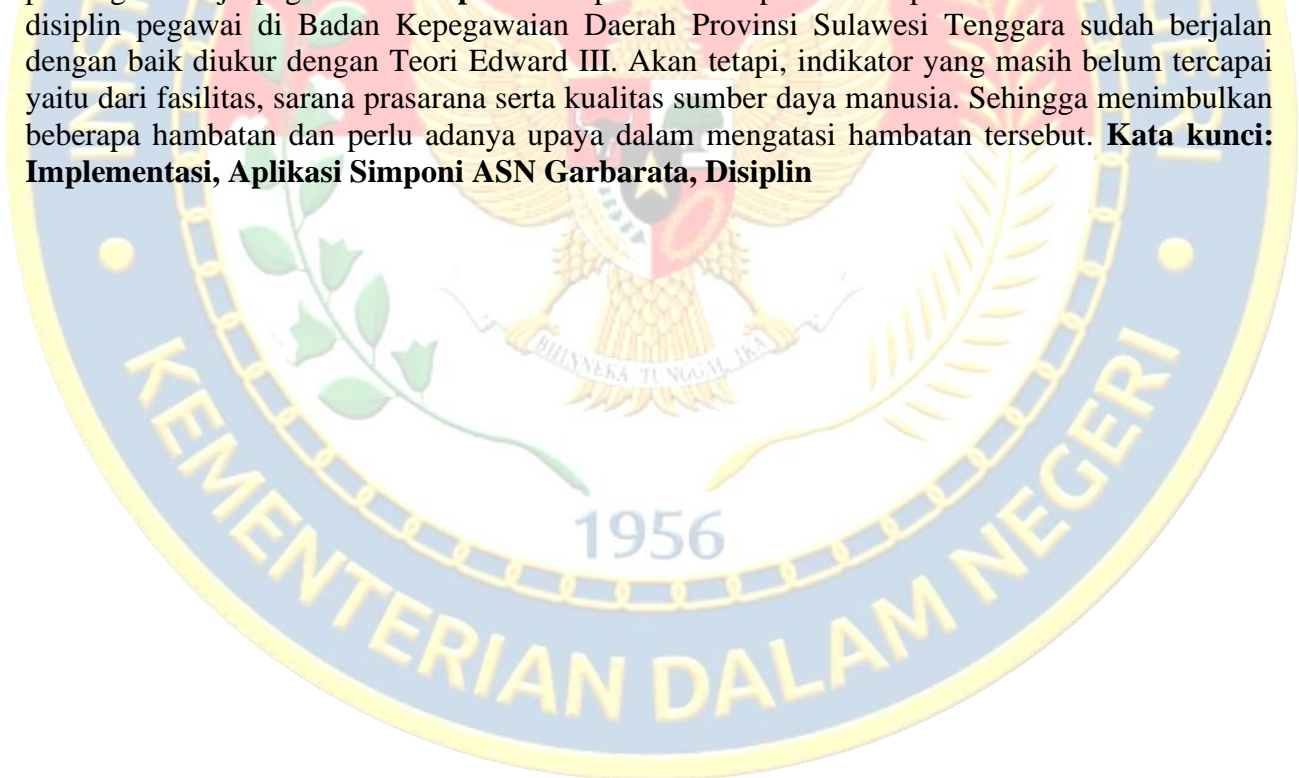 disiplin pegawai di Badan Kepegawaian Daerah Provinsi Sulawesi Tenggara sudah berjalan
dengan baik diukur dengan Teori Edward III. Akan tetapi, indikator yang masih belum tercapai
yaitu dari fasilitas, sarana prasarana serta kualitas sumber daya manusia. Sehingga menimbulkan
beberapa hambatan dan perlu adanya upaya dalam mengatasi hambatan tersebut. Kata kunci:
Implementasi, Aplikasi Simponi ASN Garbarata, Disiplin
BHINNEKA TUNGGAL IKA
1956
KEMENTERIAN DALAM NEGERI